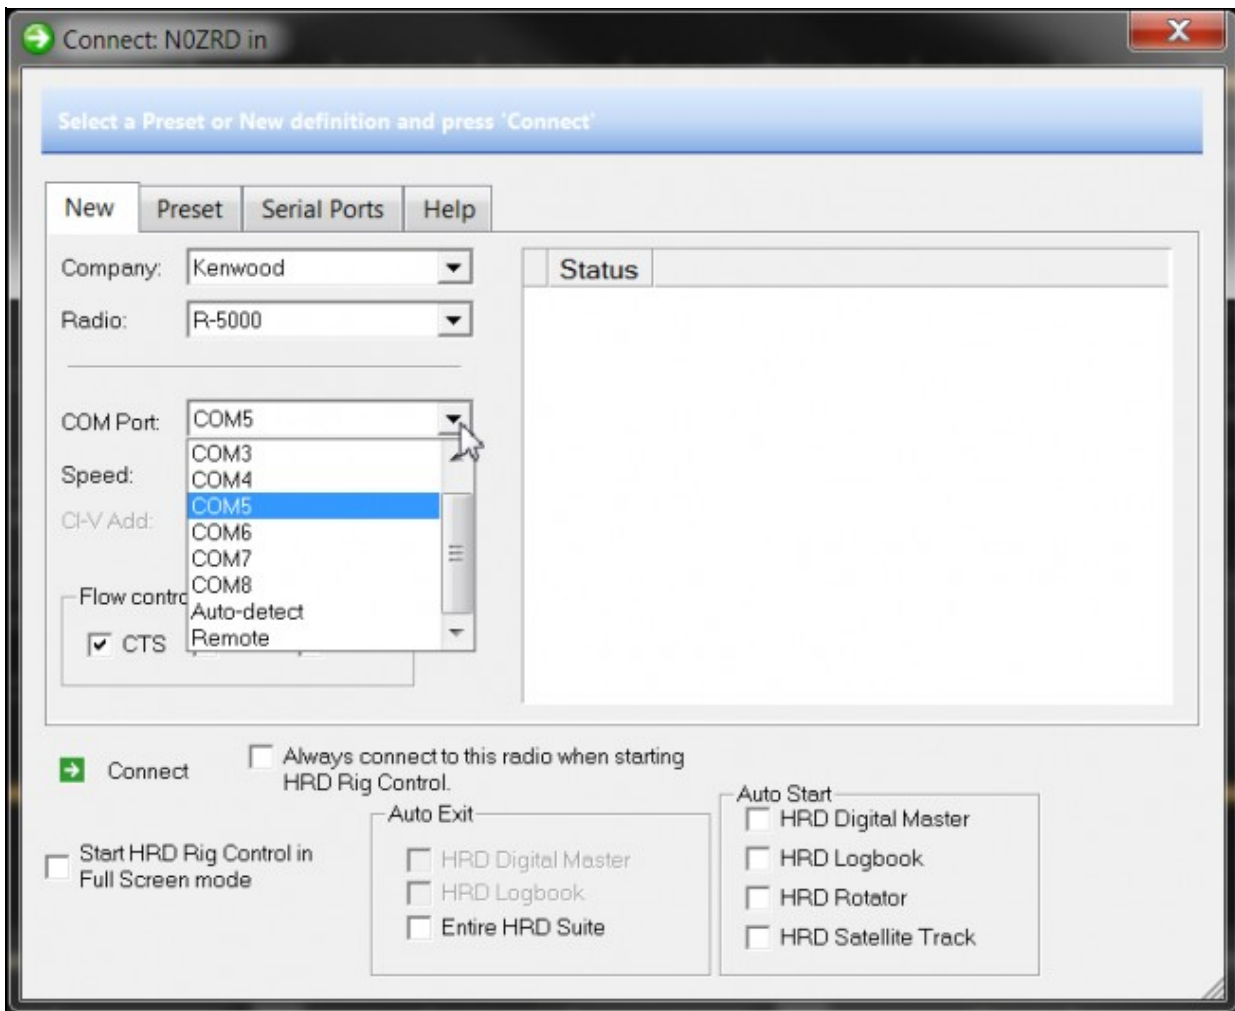 Connect: N0ZRD in
X
Select a Preset or New definition and press 'Connect'
New Preset Serial Ports Help
Company: Kenwood
Status
Radio: R-5000
COM Port: COM5
COM3
Speed:
COM4
COM5
CI-V Add:
COM6
COM7
COM8
Flow contro
Auto-detect
CTS
Remote
Connect
Always connect to this radio when starting
HRD Rig Control.
Start HRD Rig Control in
Full Screen mode
Auto Exit
HRD Digital Master
HRD Logbook
Entire HRD Suite
Auto Start
HRD Digital Master
HRD Logbook
HRD Rotator
HRD Satellite Track